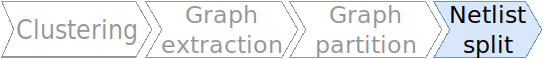 Clustering
Graph
extraction
Graph
partition
Netlist
split